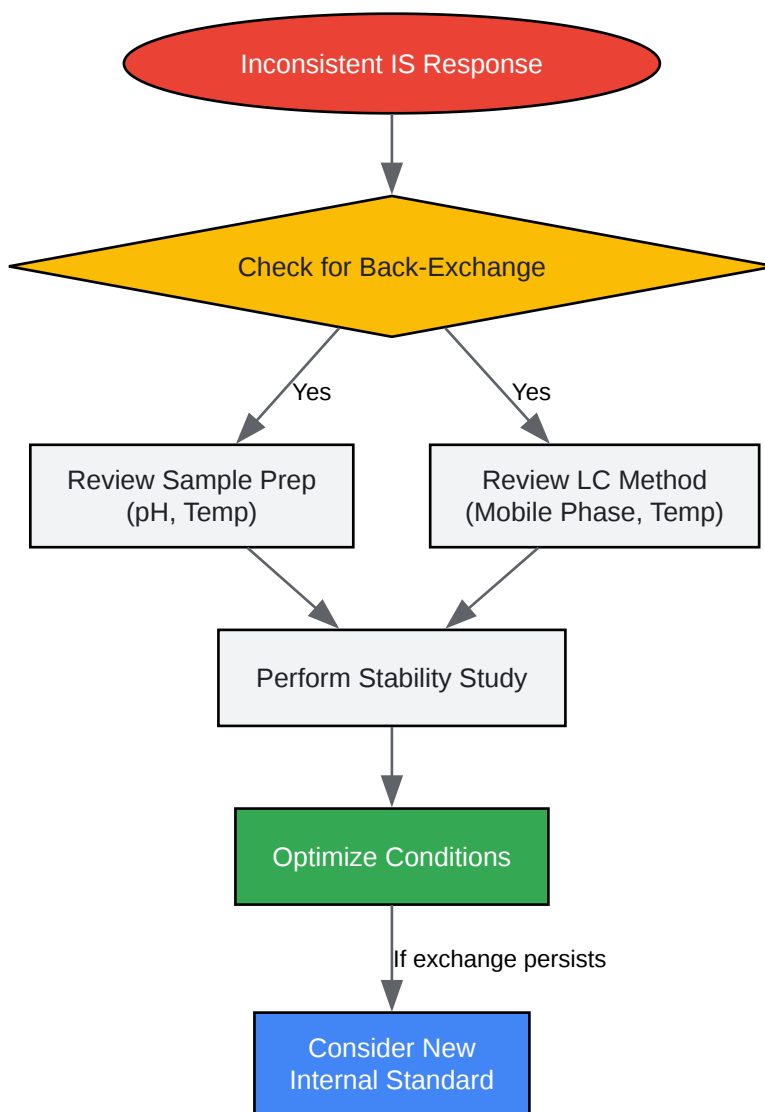 Inconsistent IS Response
Check for Back-Exchange
Yes
Yes
Review Sample Prep
(pH, Temp)
Review LC Method
(Mobile Phase, Temp)
Perform Stability Study
Optimize Conditions
If exchange persists
Consider New
Internal Standard